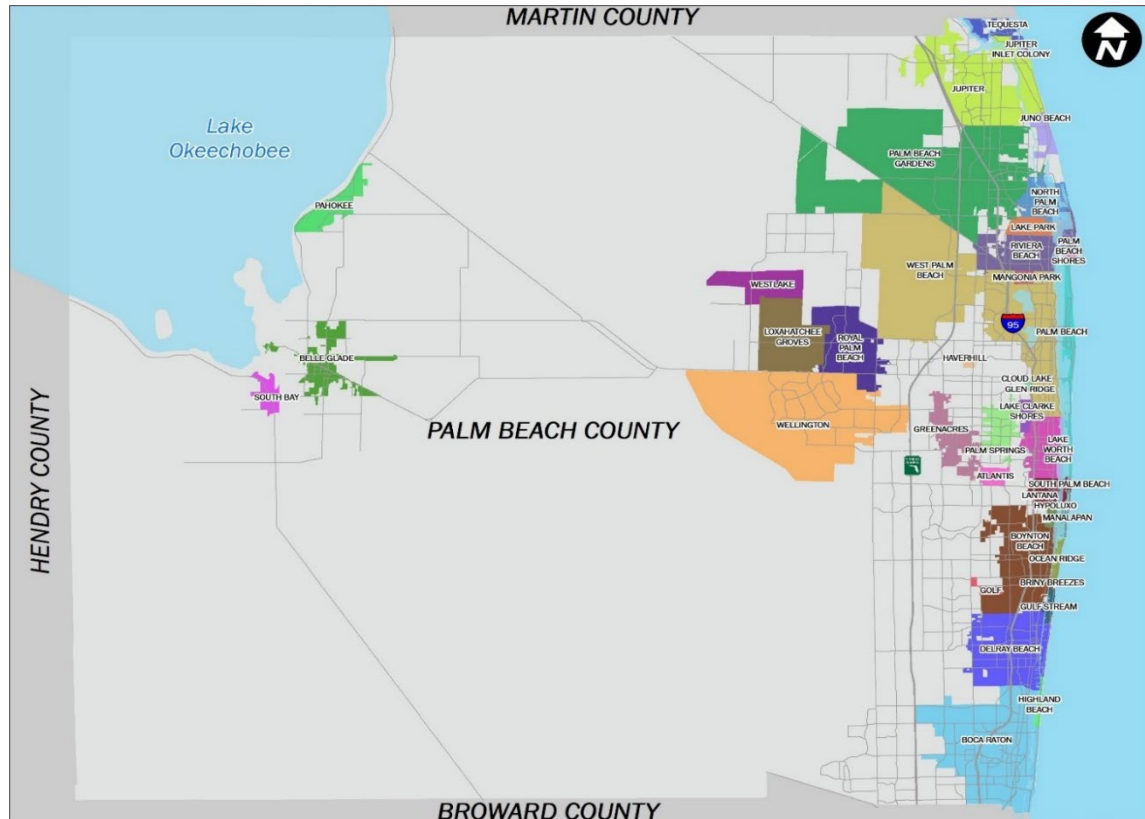 MARTIN COUNTY
TEQUESTA
JUPITER
INLET COLONY
N
JUPITER
JUNO BEACH
Lake
Okeechobee
PALM BEACH
GARDENS
PAHOKEE
NORTH
PALM
BEACH
LAKE PARK
RIVIERA
BEACH
PALM
BEACH
SHORES
WEST PALM
BEACH
MANGONIA PARK
WESTLAKE
95
LOXAHATCHEE
GROVES
ROYAL
PALM
BEACH
PALM BEACH
BELLE GLADE
HAVERHILL
CLOUD LAKE
GLEN RIDGE
SOUTH BAY
LAKE CLARKE
SHORES
WELLINGTON
PALM BEACH COUNTY
GREENACRES
LAKE
WORTH
BEACH
PALM SPRINGS
ATLANTIS
SOUTH PALM BEACH
LANTANA
HYPOLUXO
MANALAPAN
HENDRY COUNTY
BOYNTON
BEACH
OCEAN RIDGE
BRINY BREEZES
GOLF
GULF STREAM
DELRAY BEACH
HIGHLAND
BEACH
BOCA RATON
BROWARD COUNTY